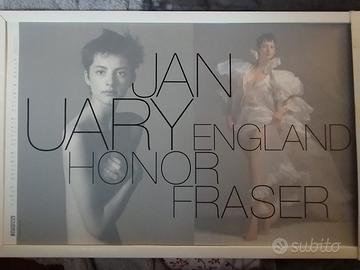 JAN
UARY ENGLAND
HONOR
FRASER
subito